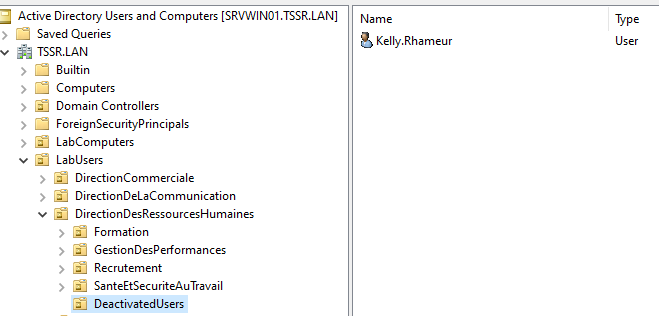 Active Directory Users and Computers [SRVWIN01.TSSR.LAN]
Saved Queries
TSSR.LAN
Builtin
Computers
Domain Controllers
ForeignSecurityPrincipals
LabComputers
LabUsers
DirectionCommerciale
DirectionDeLaCommunication
DirectionDesRessourcesHumaines
Formation
GestionDesPerformances
Recrutement
SanteEtSecuriteAuTravail
DeactivatedUsers
Name Type
Kelly.Rhameur User